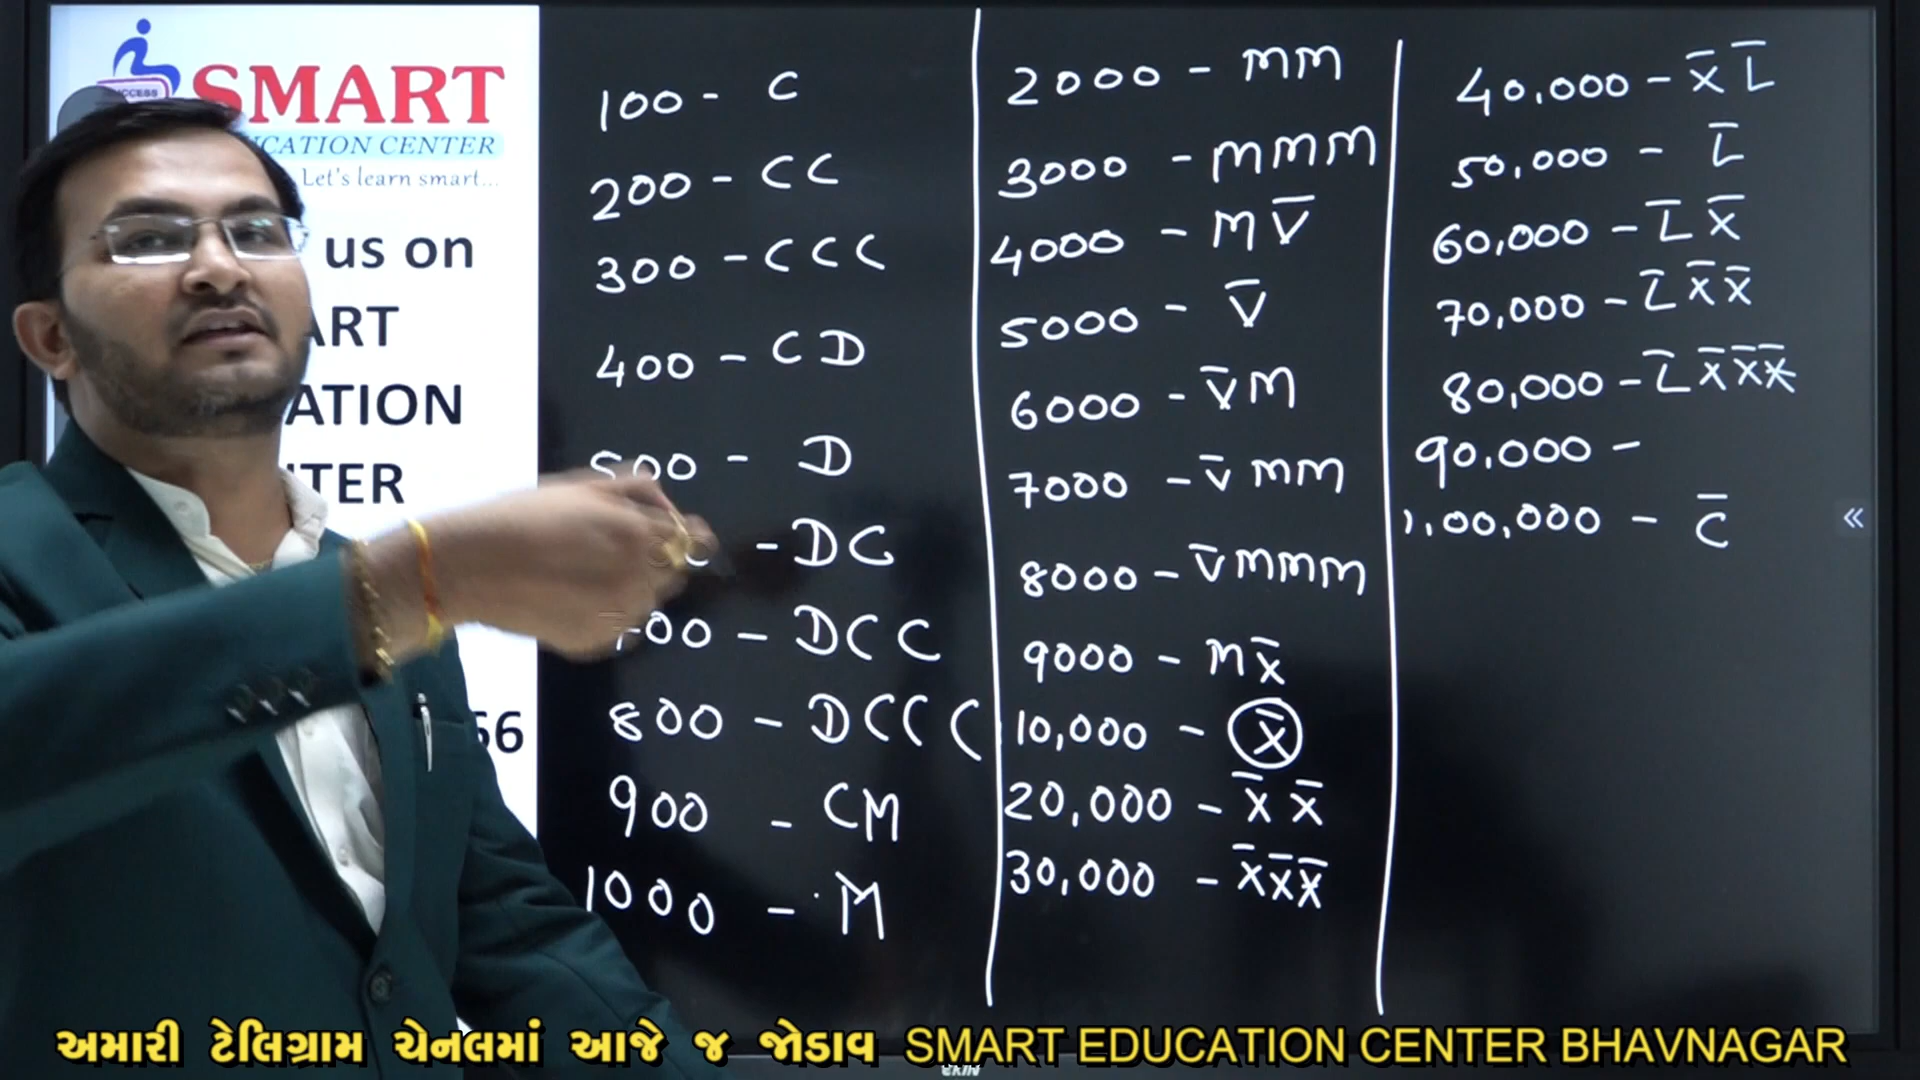 SUCCESS
SMART
CATION CENTER
Let's learn smart...
us on
ART
ATION
TER
56
100 - C
200 - CC
300 - CCC
400 - CD
500 - D
- DC
700 - DCC
800 - DCCC
900 - CM
1000 - M
2000 - MM
3000 - MMM
4000 - MV̅
5000 - V̅
6000 - V̅M
7000 - V̅MM
8000 - V̅MMM
9000 - MX̅
10,000 - X̅
20,000 - X̅X̅
30,000 - X̅X̅X̅
40,000 - X̅L̅
50,000 - L̅
60,000 - L̅X̅
70,000 - L̅X̅X̅
80,000 - L̅X̅X̅X̅
90,000 -
1,00,000 - C̅
«
અમારી ટેલિગ્રામ ચેનલમાં આજે જ જોડાવ SMART EDUCATION CENTER BHAVNAGAR